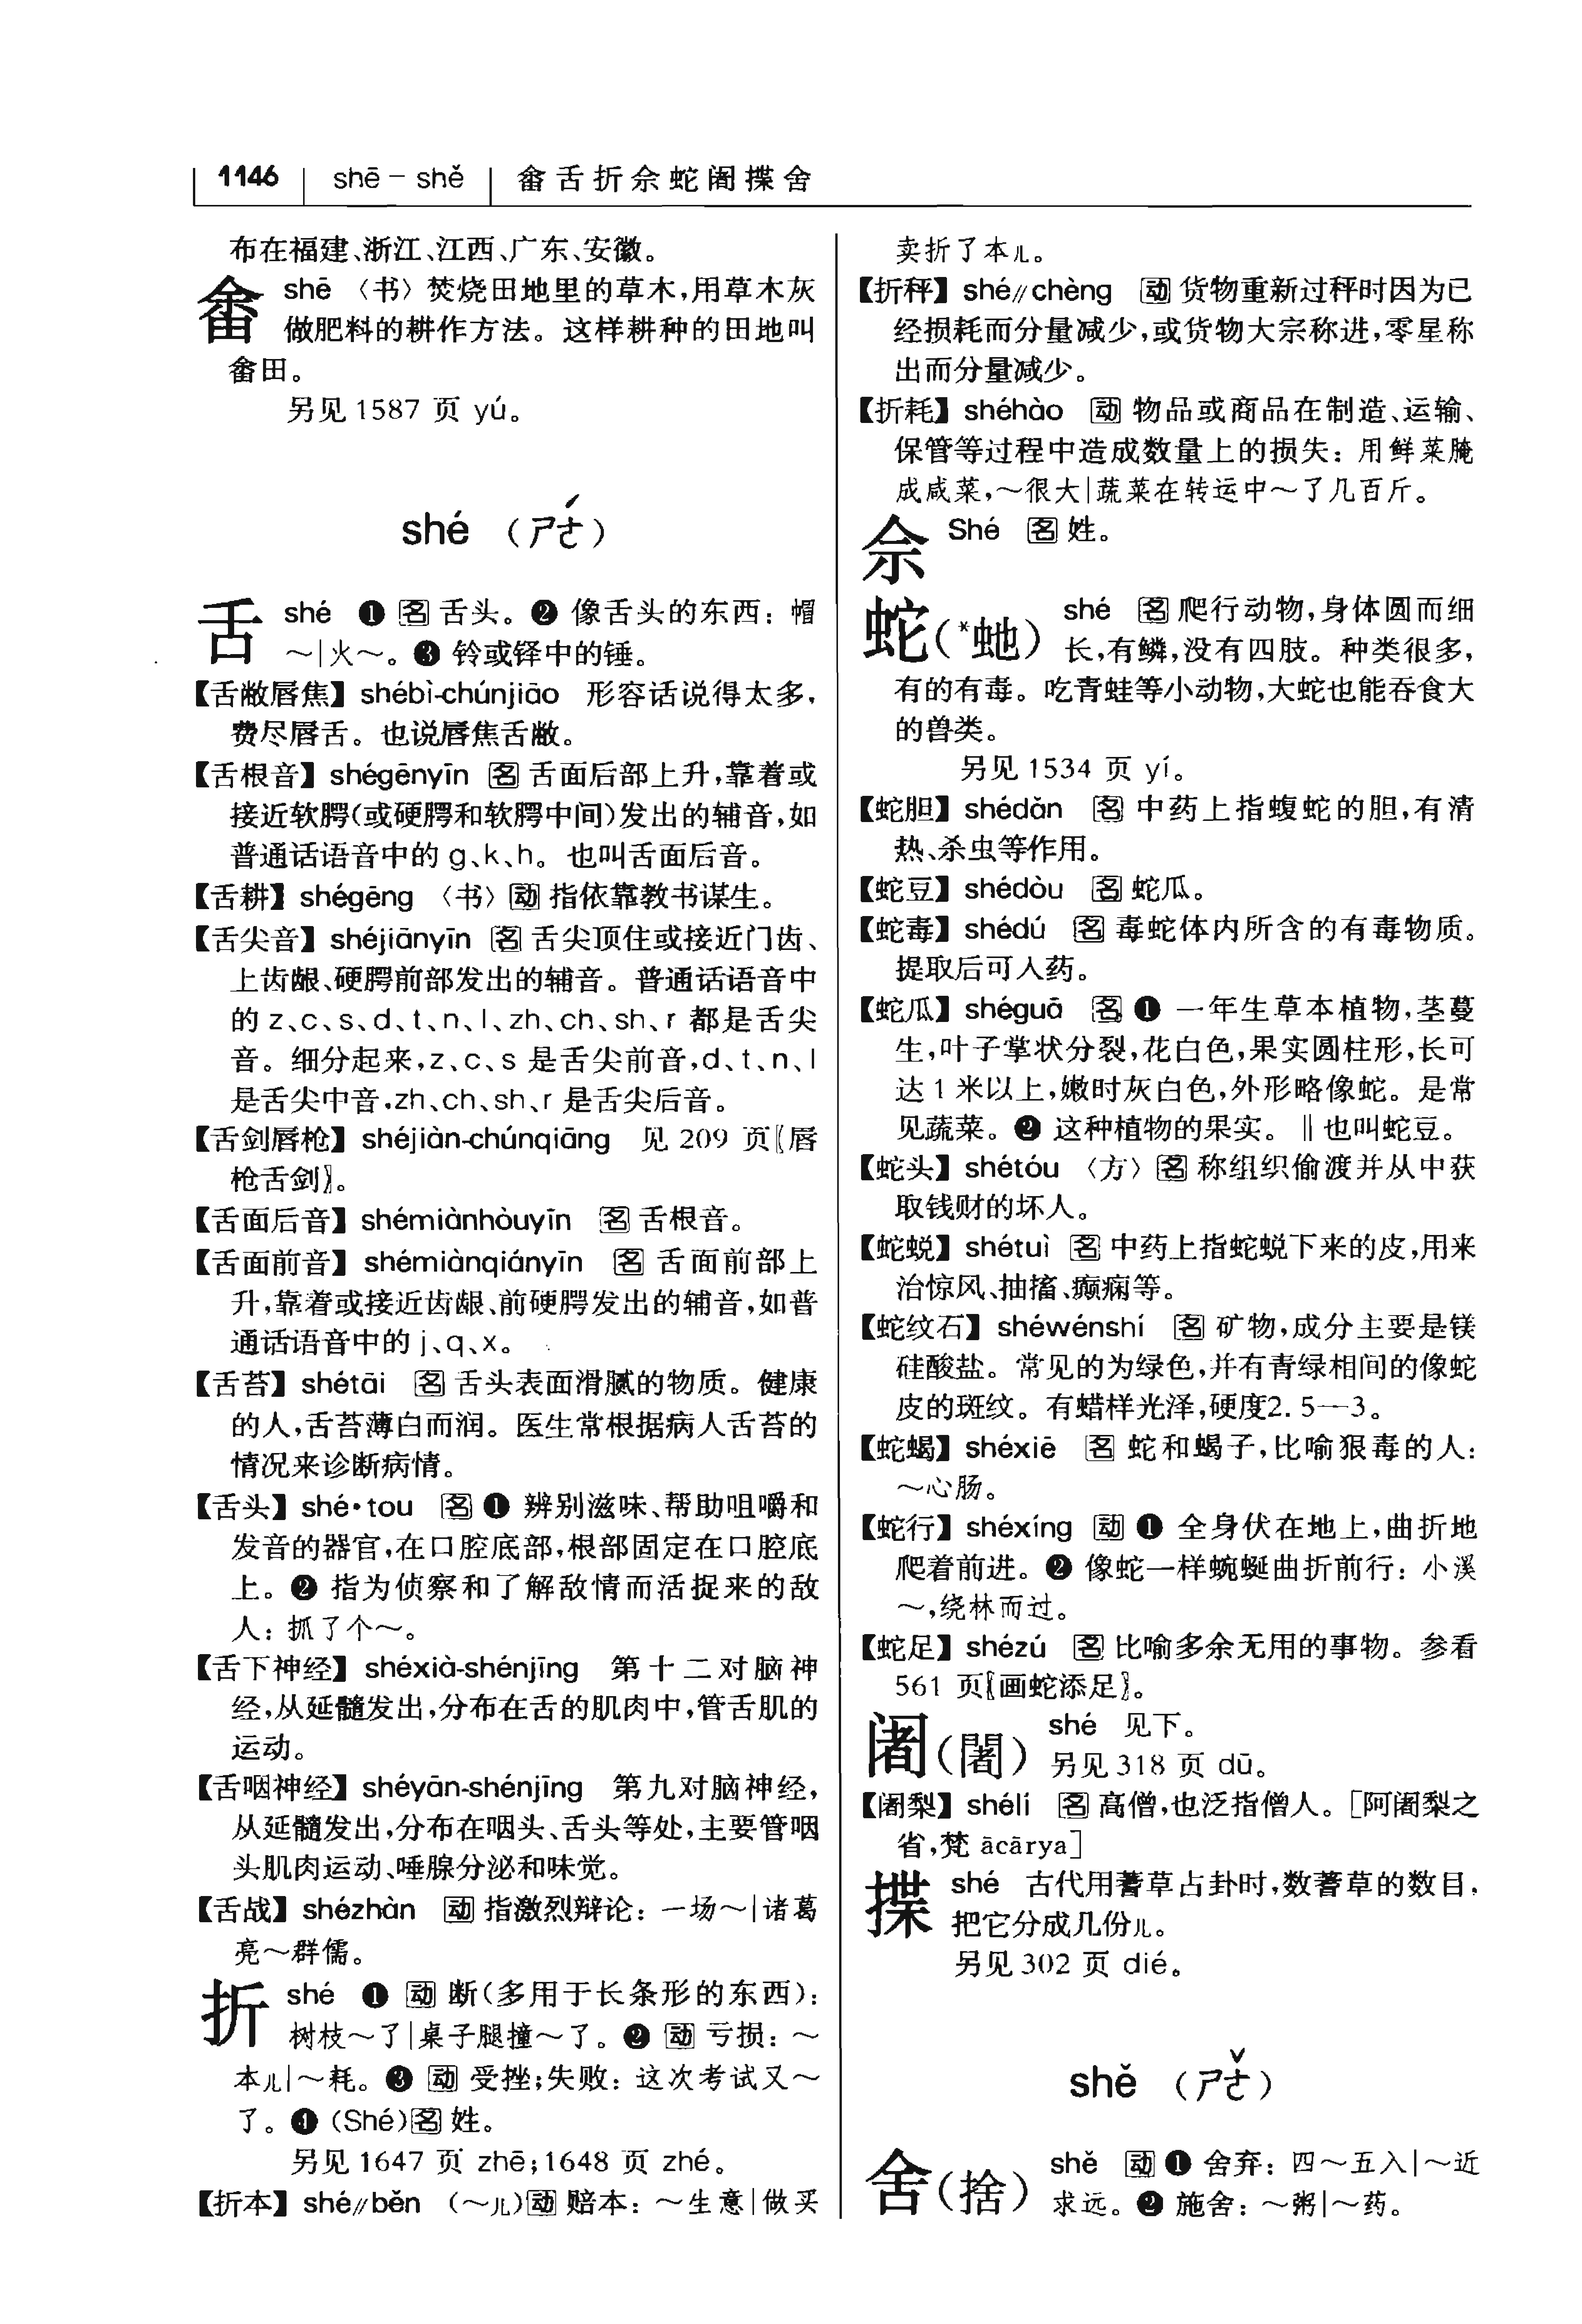 1146 shē－shě 畲舌折佘蛇阇揲舍
布在福建、浙江、江西、广东、安徽。
畬 shē 〈书〉焚烧田地里的草木，用草木灰
做肥料的耕作方法。这样耕种的田地叫
畬田。
另见1587 页 yú。
shé （ㄕㄜˊ）
舌 shé ❶ 名 舌头。❷ 像舌头的东西：帽
～|火～。❸ 铃或铎中的锤。
【舌敝唇焦】shébì-chúnjiāo 形容话说得太多，
费尽唇舌。也说唇焦舌敝。
【舌根音】shégēnyīn 名 舌面后部上升，靠着或
接近软腭（或硬腭和软腭中间）发出的辅音，如
普通话语音中的 g、k、h。也叫舌面后音。
【舌耕】shégēng 〈书〉动 指依靠教书谋生。
【舌尖音】shéjiānyīn 名 舌尖顶住或接近门齿、
上齿龈、硬腭前部发出的辅音。普通话语音中
的 z、c、s、d、t、n、l、zh、ch、sh、r 都是舌尖
音。细分起来，z、c、s 是舌尖前音，d、t、n、l
是舌尖中音，zh、ch、sh、r 是舌尖后音。
【舌剑唇枪】shéjiàn-chúnqiāng 见 209 页〖唇
枪舌剑〗。
【舌面后音】shémiànhòuyīn 名 舌根音。
【舌面前音】shémiànqiányīn 名 舌面前部上
升，靠着或接近齿龈、前硬腭发出的辅音，如普
通话语音中的 j、q、x。
【舌苔】shétāi 名 舌头表面滑腻的物质。健康
的人，舌苔薄白而润。医生常根据病人舌苔的
情况来诊断病情。
【舌头】shé·tou 名 ❶ 辨别滋味、帮助咀嚼和
发音的器官，在口腔底部，根部固定在口腔底
上。❷ 指为侦察和了解敌情而活捉来的敌
人：抓了个～。
【舌下神经】shéxià-shénjīng 第十二对脑神
经，从延髓发出，分布在舌的肌肉中，管舌肌的
运动。
【舌咽神经】shéyān-shénjīng 第九对脑神经，
从延髓发出，分布在咽头、舌头等处，主要管咽
头肌肉运动、唾腺分泌和味觉。
【舌战】shézhàn 动 指激烈辩论：一场～|诸葛
亮～群儒。
折 shé ❶ 动 断（多用于长条形的东西）：
树枝～了|桌子腿撞～了。❷ 动 亏损：～
本儿|～耗。❸ 动 受挫；失败：这次考试又～
了。❹（Shé）名 姓。
另见1647 页 zhē；1648 页 zhé。
【折本】shé∥běn （～儿）动 赔本：～生意|做买
卖折了本儿。
【折秤】shé∥chèng 动 货物重新过秤时因为已
经损耗而分量减少，或货物大宗称进，零星称
出而分量减少。
【折耗】shéhào 动 物品或商品在制造、运输、
保管等过程中造成数量上的损失：用鲜菜腌
成咸菜，～很大|蔬菜在转运中～了几百斤。
佘 Shé 名 姓。
蛇（*虵） shé 名 爬行动物，身体圆而细
长，有鳞，没有四肢。种类很多，
有的有毒。吃青蛙等小动物，大蛇也能吞食大
的兽类。
另见1534 页 yí。
【蛇胆】shédǎn 名 中药上指蝮蛇的胆，有清
热、杀虫等作用。
【蛇豆】shédòu 名 蛇瓜。
【蛇毒】shédú 名 毒蛇体内所含的有毒物质。
提取后可入药。
【蛇瓜】shéguā 名 ❶ 一年生草本植物，茎蔓
生，叶子掌状分裂，花白色，果实圆柱形，长可
达 1 米以上，嫩时灰白色，外形略像蛇。是常
见蔬菜。❷ 这种植物的果实。‖也叫蛇豆。
【蛇头】shétóu 〈方〉名 称组织偷渡并从中获
取钱财的坏人。
【蛇蜕】shétuì 名 中药上指蛇蜕下来的皮，用来
治惊风、抽搐、癫痫等。
【蛇纹石】shéwénshí 名 矿物，成分主要是镁
硅酸盐。常见的为绿色，并有青绿相间的像蛇
皮的斑纹。有蜡样光泽，硬度2.5—3。
【蛇蝎】shéxiē 名 蛇和蝎子，比喻狠毒的人：
～心肠。
【蛇行】shéxíng 动 ❶ 全身伏在地上，曲折地
爬着前进。❷ 像蛇一样蜿蜒曲折前行：小溪
～，绕林而过。
【蛇足】shézú 名 比喻多余无用的事物。参看
561 页〖画蛇添足〗。
阇（闍） shé 见下。
另见318 页 dū。
【阇梨】shélí 名 高僧，也泛指僧人。［阿阇梨之
省，梵 ācārya］
揲 shé 古代用蓍草占卦时，数蓍草的数目，
把它分成几份儿。
另见302 页 dié。
shě （ㄕㄜˇ）
舍（捨） shě 动 ❶ 舍弃：四～五入|～近
求远。❷ 施舍：～粥|～药。